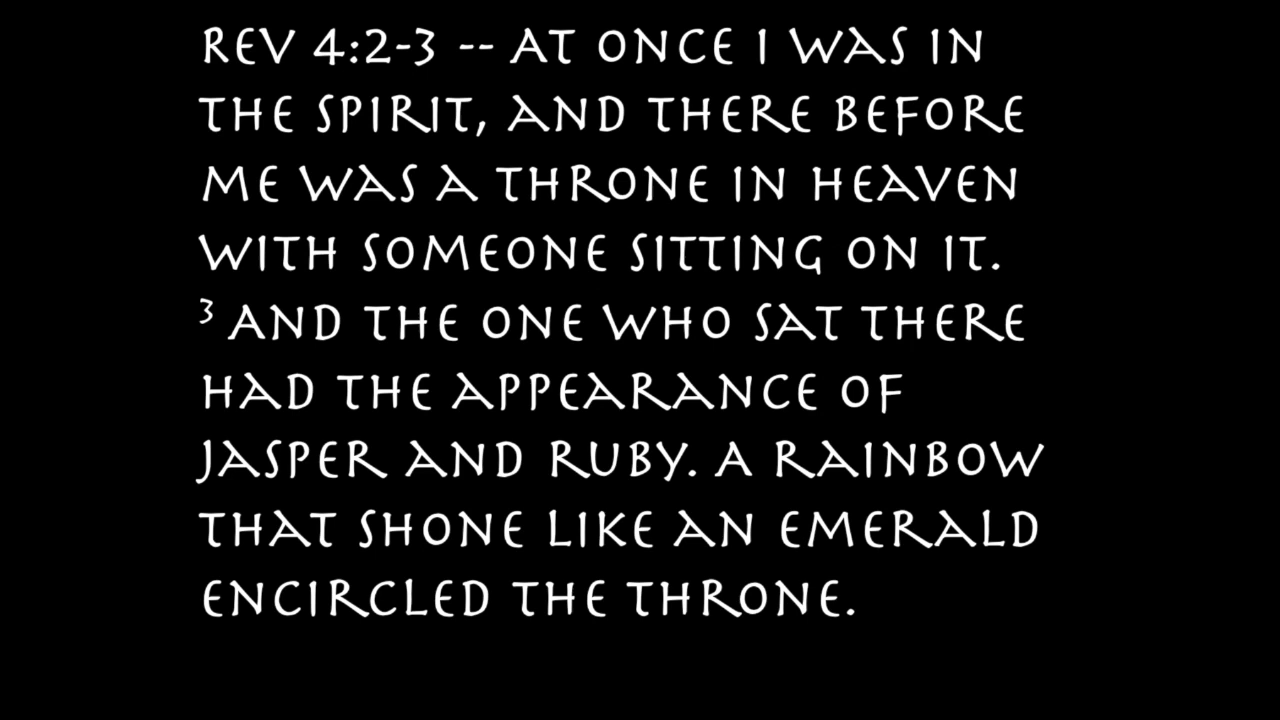 REV 4:2-3 -- AT ONCE I WAS IN
THE SPIRIT, AND THERE BEFORE
ME WAS A THRONE IN HEAVEN
WITH SOMEONE SITTING ON IT.
³ AND THE ONE WHO SAT THERE
HAD THE APPEARANCE OF
JASPER AND RUBY. A RAINBOW
THAT SHONE LIKE AN EMERALD
ENCIRCLED THE THRONE.